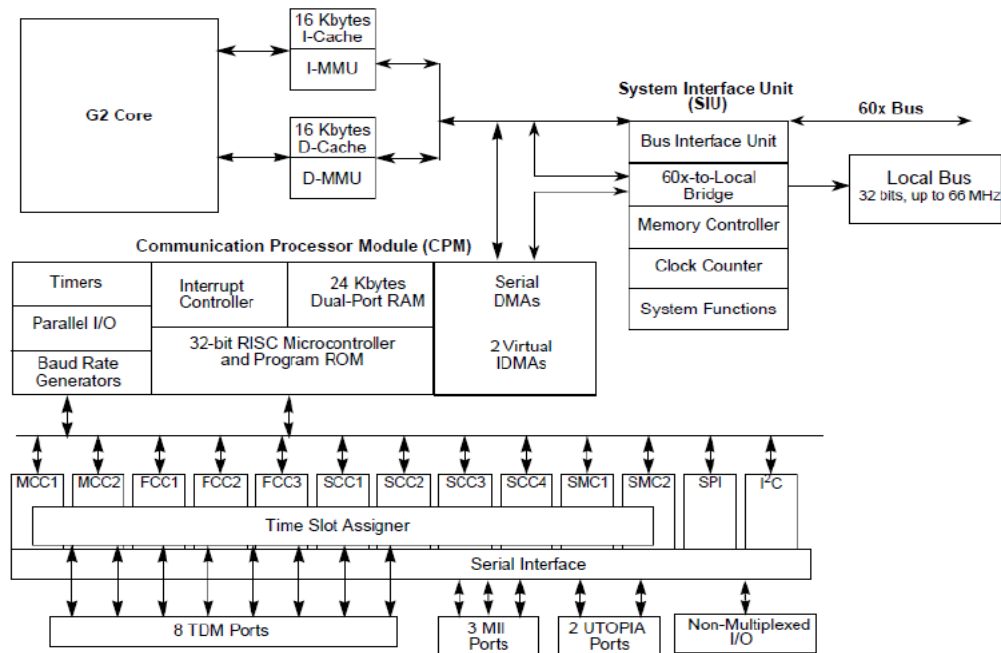 16 Kbytes
I-Cache
I-MMU
G2 Core
16 Kbytes
D-Cache
D-MMU
System Interface Unit
(SIU)
60x Bus
Bus Interface Unit
60x-to-Local
Bridge
Memory Controller
Clock Counter
System Functions
Local Bus
32 bits, up to 66 MHz
Communication Processor Module (CPM)
Timers
Parallel I/O
Baud Rate
Generators
Interrupt
Controller
24 Kbytes
Dual-Port RAM
32-bit RISC Microcontroller
and Program ROM
Serial
DMAs
2 Virtual
IDMAs
MCC1 MCC2 FCC1 FCC2 FCC3 SCC1 SCC2 SCC3 SCC4 SMC1 SMC2 SPI I²C
Time Slot Assigner
Serial Interface
8 TDM Ports
3 MII
Ports
2 UTOPIA
Ports
Non-Multiplexed
I/O